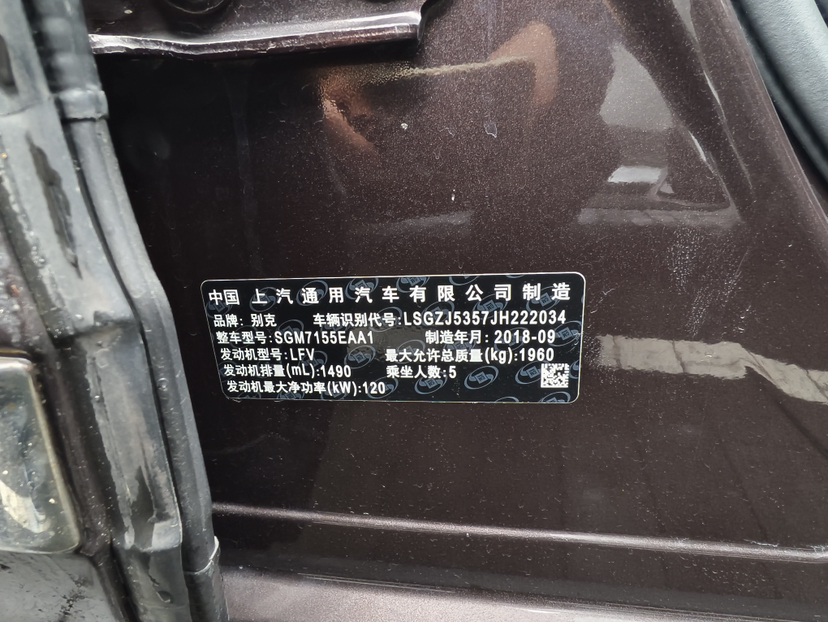 中国 上汽通用汽车有限公司制造
品牌: 别克 车辆识别代号:LSGZJ5357JH222034
整车型号:SGM7155EAA1 制造年月: 2018-09
发动机型号:LFV 最大允许总质量(kg):1960
发动机排量(mL):1490 乘坐人数:5
发动机最大净功率(kW):120